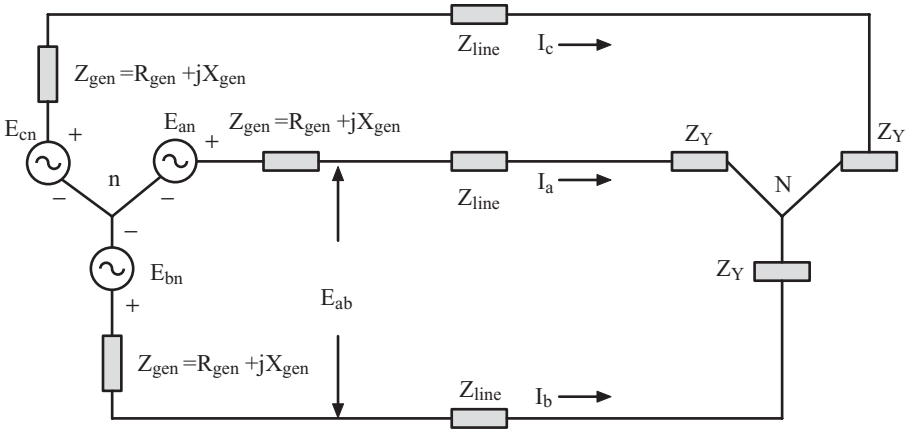 Z_line
I_c
Z_gen =R_gen +jX_gen
E_cn
+
E_an
+
Z_gen =R_gen +jX_gen
Z_Y
Z_Y
n
−
−
Z_line
I_a
N
−
E_bn
+
Z_Y
E_ab
Z_gen =R_gen +jX_gen
Z_line
I_b